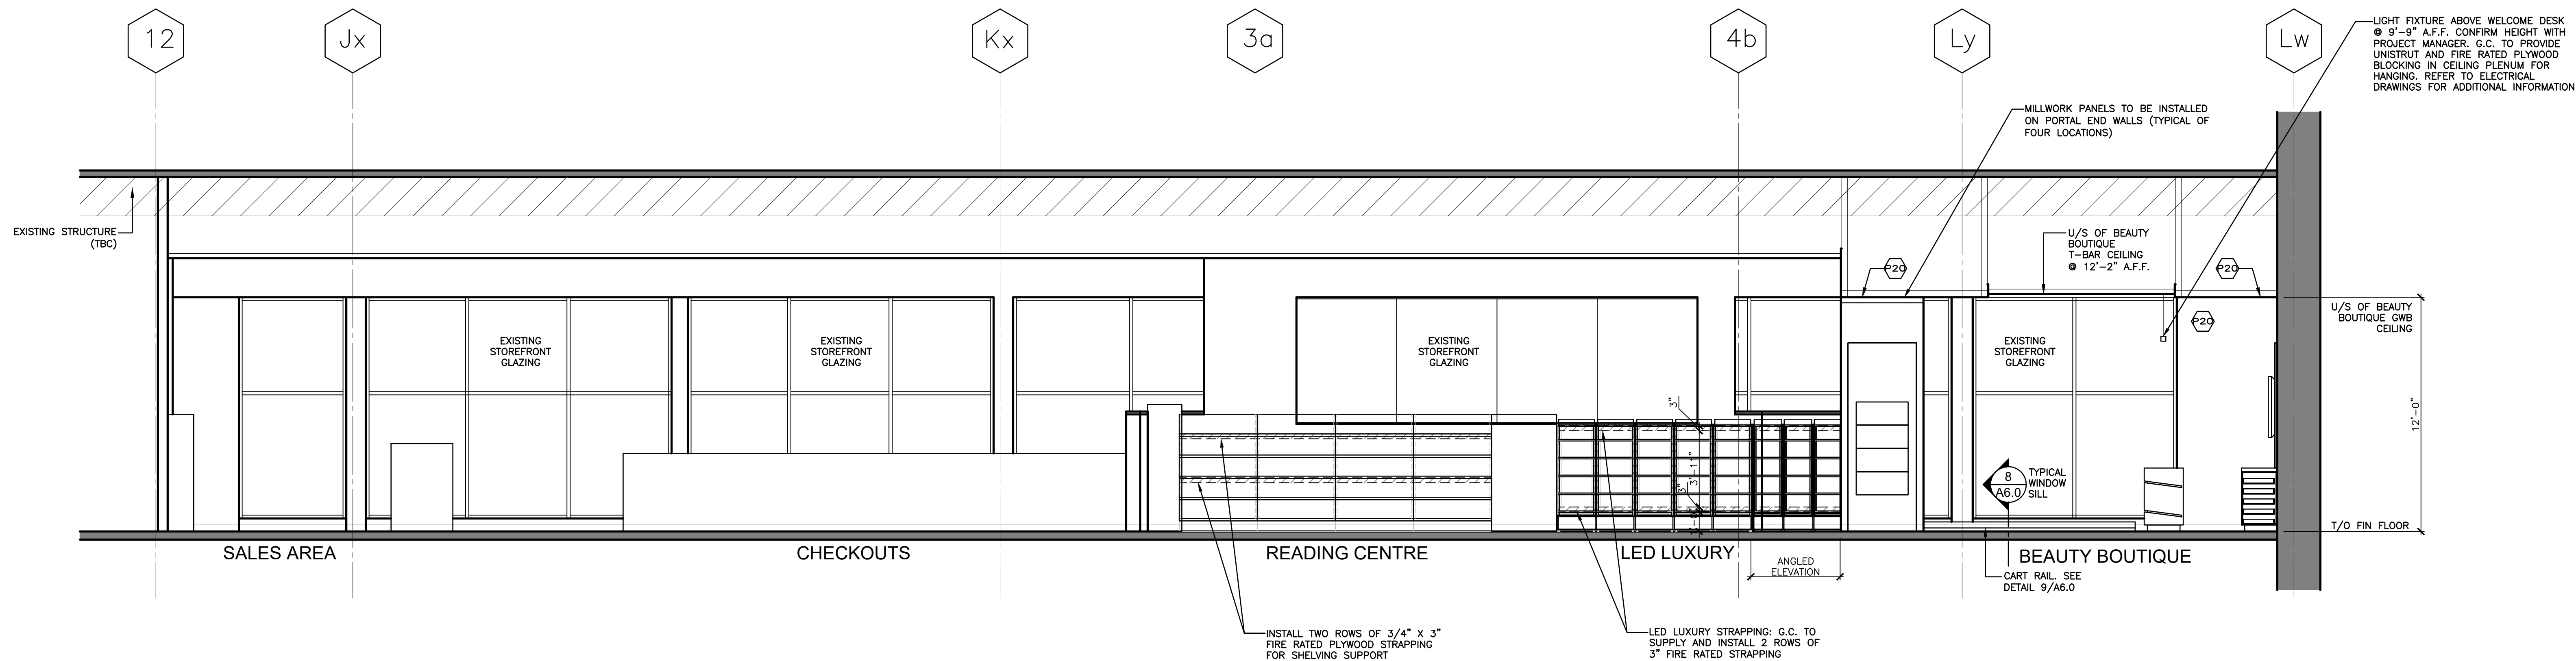 12
Jx
Kx
3a
4b
Ly
Lw
LIGHT FIXTURE ABOVE WELCOME DESK
@ 9'-9" A.F.F. CONFIRM HEIGHT WITH
PROJECT MANAGER. G.C. TO PROVIDE
UNISTRUT AND FIRE RATED PLYWOOD
BLOCKING IN CEILING PLENUM FOR
HANGING. REFER TO ELECTRICAL
DRAWINGS FOR ADDITIONAL INFORMATION
MILLWORK PANELS TO BE INSTALLED
ON PORTAL END WALLS (TYPICAL OF
FOUR LOCATIONS)
EXISTING STRUCTURE
(TBC)
U/S OF BEAUTY
BOUTIQUE
T-BAR CEILING
@ 12'-2" A.F.F.
P20
P20
P20
U/S OF BEAUTY
BOUTIQUE GWB
CEILING
EXISTING
STOREFRONT
GLAZING
EXISTING
STOREFRONT
GLAZING
EXISTING
STOREFRONT
GLAZING
EXISTING
STOREFRONT
GLAZING
12'-0"
3"
3'-11"
3"
1'-0"
8
A6.0
TYPICAL
WINDOW
SILL
T/O FIN FLOOR
SALES AREA
CHECKOUTS
READING CENTRE
LED LUXURY
BEAUTY BOUTIQUE
ANGLED
ELEVATION
CART RAIL. SEE
DETAIL 9/A6.0
INSTALL TWO ROWS OF 3/4" X 3"
FIRE RATED PLYWOOD STRAPPING
FOR SHELVING SUPPORT
LED LUXURY STRAPPING: G.C. TO
SUPPLY AND INSTALL 2 ROWS OF
3" FIRE RATED STRAPPING